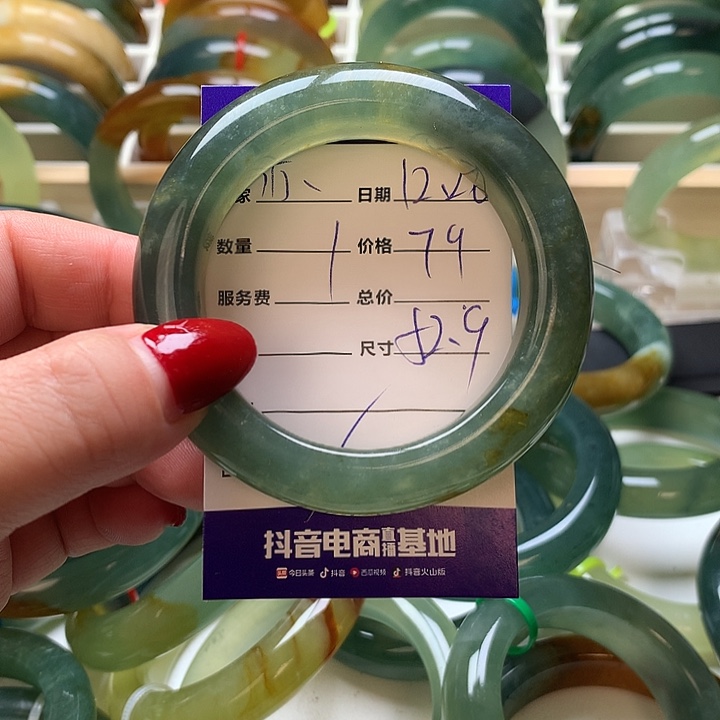 家 日期
数量 1 价格 79
服务费 总价
尺寸 52.9
抖音电商直播基地
今日头条 抖音 西瓜视频 抖音火山版